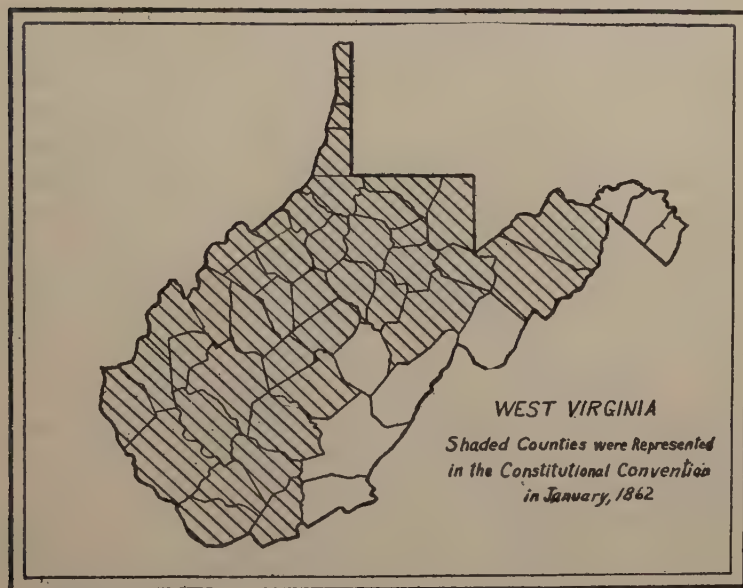 WEST VIRGINIA
Shaded Counties were Represented
in the Constitutional Convention
in January, 1862